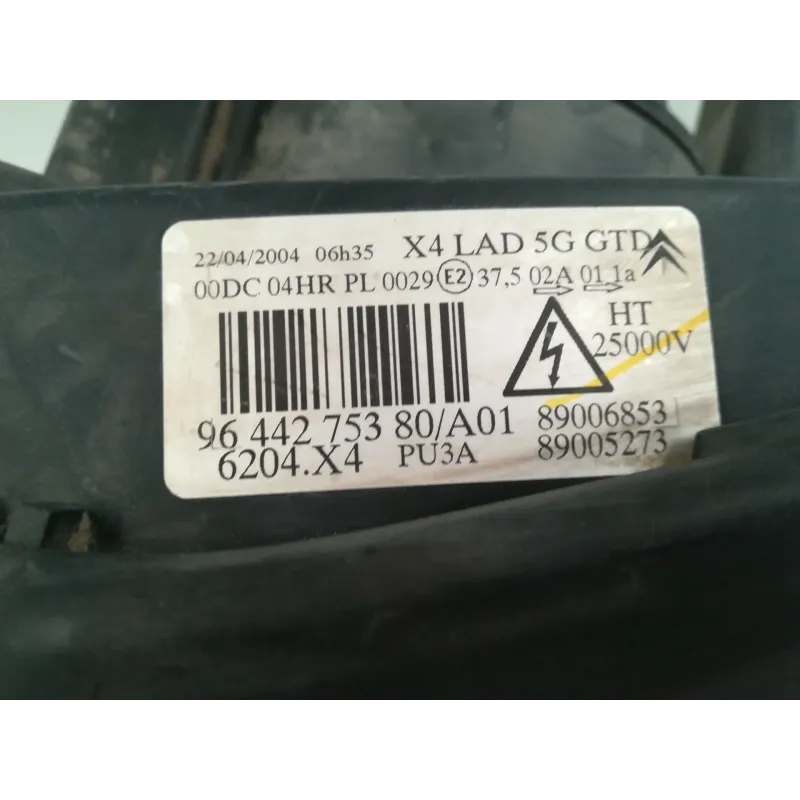 22/04/2004 06h35 X4 LAD 5G GTD
00DC 04HR PL 0029 E2 37,5 02A 01 1a
HT
25000V
96 442 753 80/A01 89006853
6204.X4 PU3A 89005273